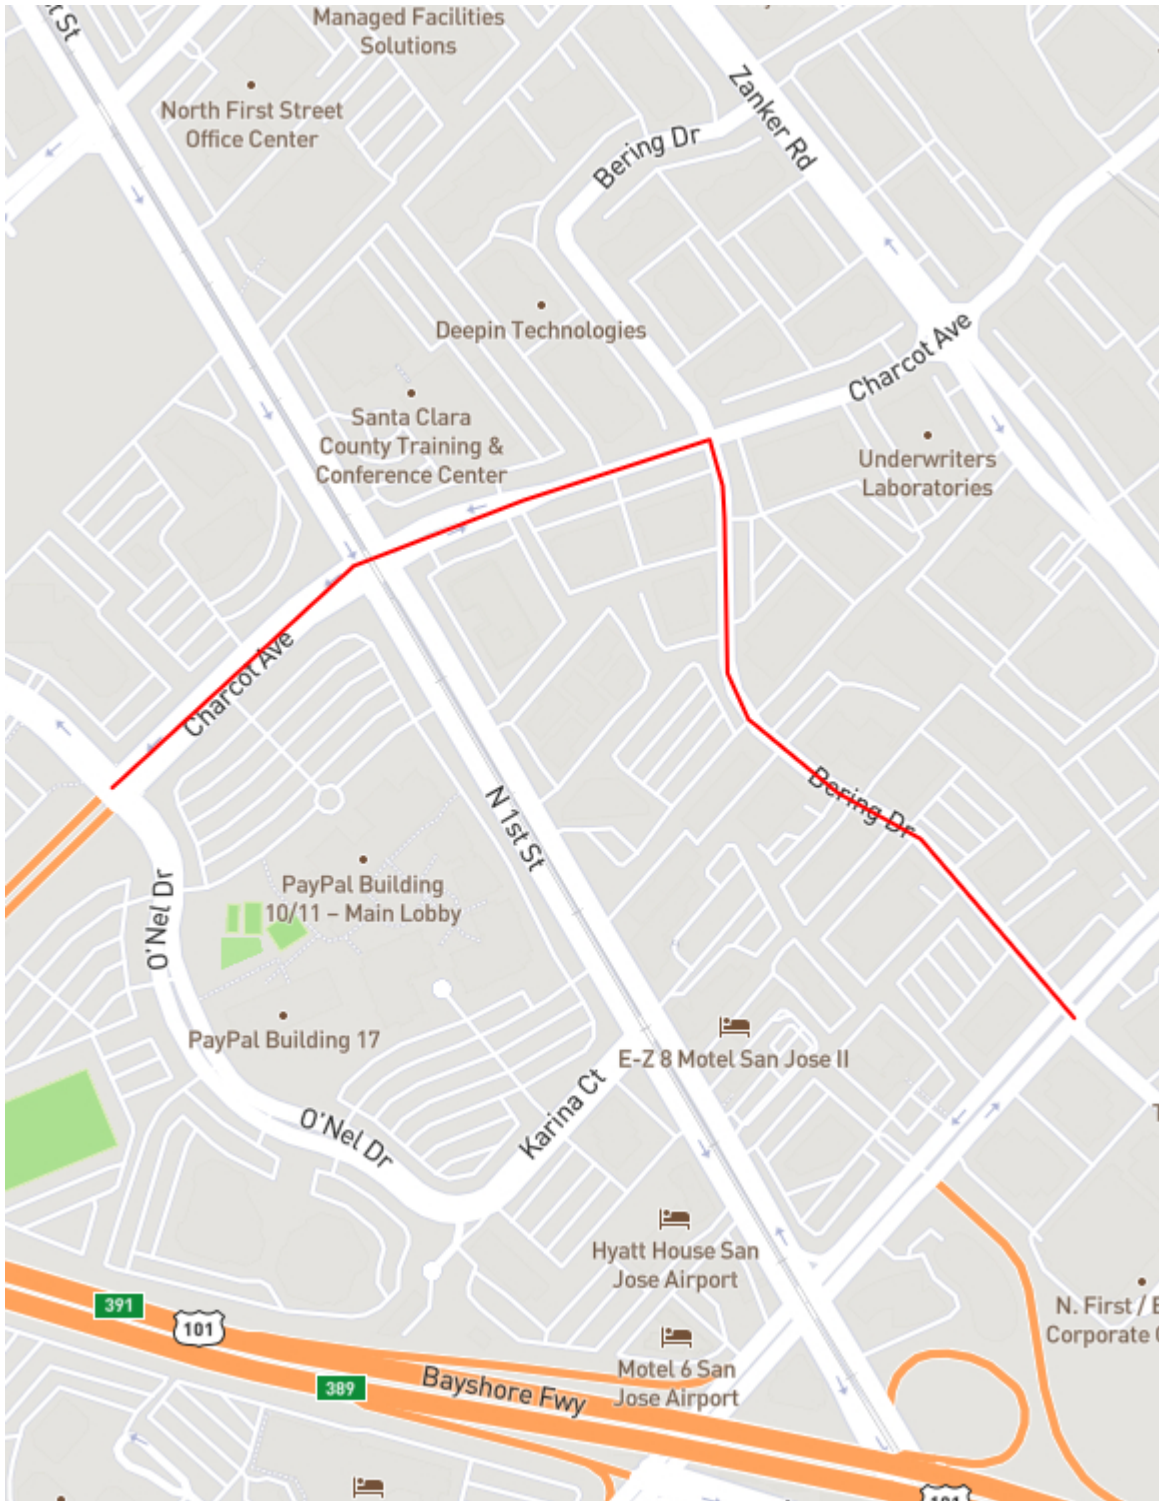 Managed Facilities
Solutions
North First Street
Office Center
Zanker Rd
Bering Dr
Deepin Technologies
Charcot Ave
Santa Clara
County Training &
Conference Center
Underwriters
Laboratories
Charcot Ave
Bering Dr
N 1st St
PayPal Building
10/11 – Main Lobby
O'Nel Dr
PayPal Building 17
E-Z 8 Motel San Jose II
Karina Ct
O'Nel Dr
Hyatt House San
Jose Airport
391
101
N. First /
Corporate
Motel 6 San
Jose Airport
389
Bayshore Fwy
101